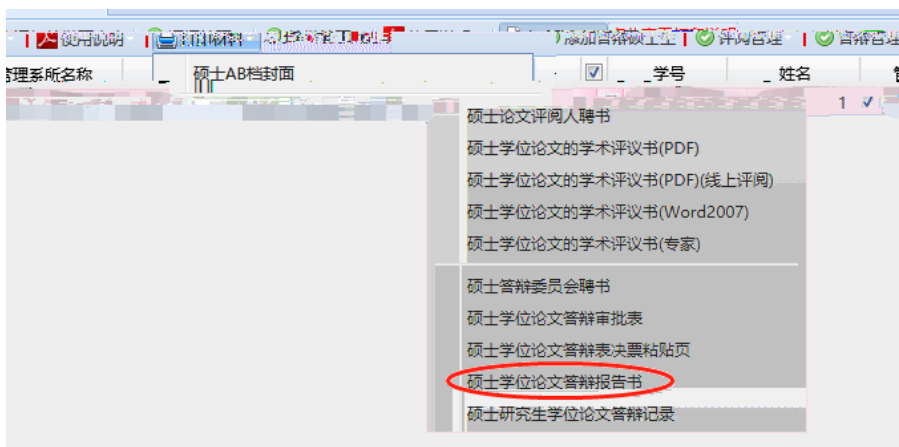 使用说明 打印材料 添加答辩硕士生 评阅管理 答辩管理
管理系所名称 学号 姓名
硕士AB档封面
1
硕士论文评阅人聘书
硕士学位论文的学术评议书(PDF)
硕士学位论文的学术评议书(PDF)(线上评阅)
硕士学位论文的学术评议书(Word2007)
硕士学位论文的学术评议书(专家)
硕士答辩委员会聘书
硕士学位论文答辩审批表
硕士学位论文答辩表决票粘贴页
硕士学位论文答辩报告书
硕士研究生学位论文答辩记录